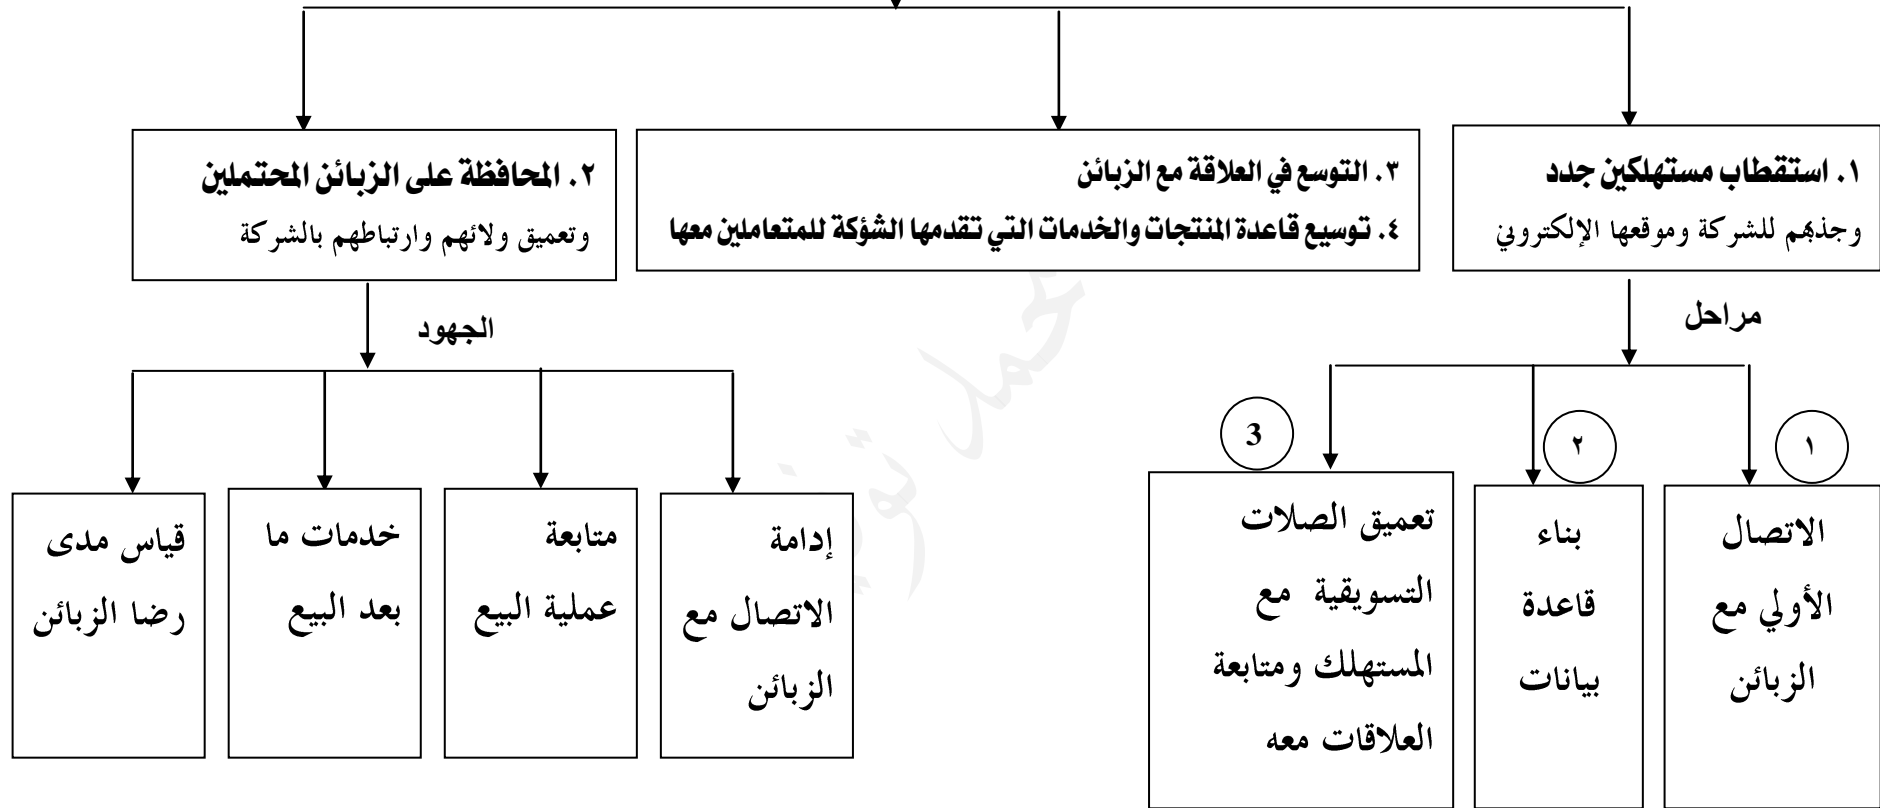 ١. استقطاب مستهلكين جدد
وجذبهم للشركة وموقعها الإلكتروني
٣. التوسع في العلاقة مع الزبائن
٤. توسيع قاعدة المنتجات والخدمات التي تقدمها الشؤكة للمتعاملين معها
٢. المحافظة على الزبائن المحتملين
وتعميق ولائهم وارتباطهم بالشركة
مراحل
١
٢
3
الاتصال
الأولي مع
الزبائن
بناء
قاعدة
بيانات
تعميق الصلات
التسويقية مع
المستهلك ومتابعة
العلاقات معه
الجهود
إدامة
الاتصال مع
الزبائن
متابعة
عملية البيع
خدمات ما
بعد البيع
قياس مدى
رضا الزبائن